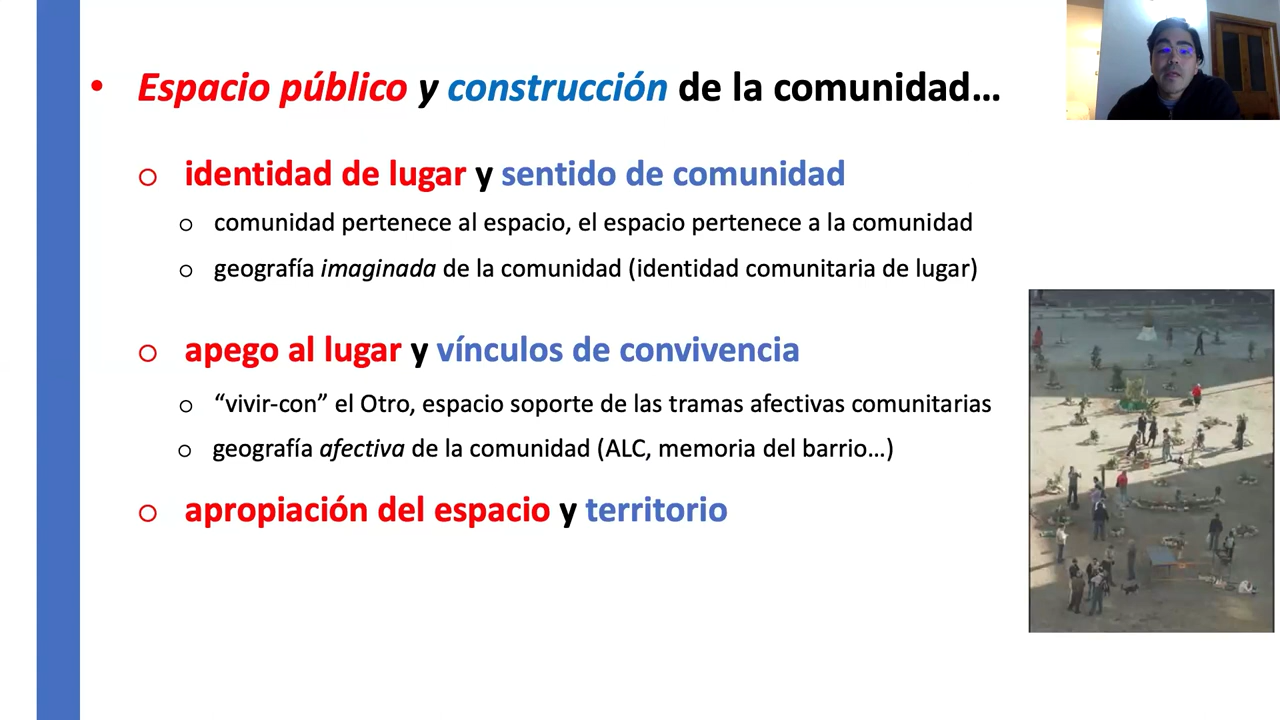 Espacio público y construcción de la comunidad…
identidad de lugar y sentido de comunidad
comunidad pertenece al espacio, el espacio pertenece a la comunidad
geografía imaginada de la comunidad (identidad comunitaria de lugar)
apego al lugar y vínculos de convivencia
“vivir-con” el Otro, espacio soporte de las tramas afectivas comunitarias
geografía afectiva de la comunidad (ALC, memoria del barrio…)
apropiación del espacio y territorio